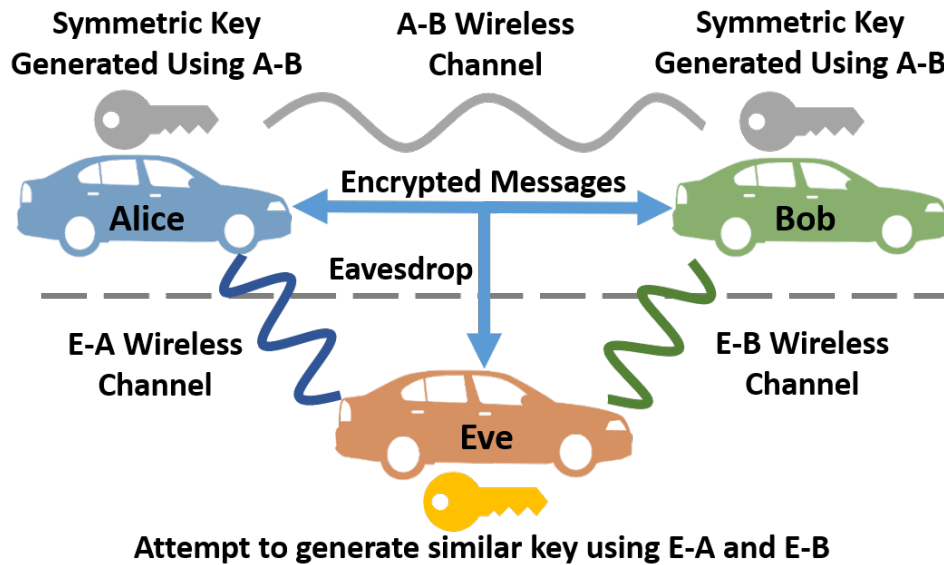 Symmetric Key
Generated Using A-B
A-B Wireless
Channel
Symmetric Key
Generated Using A-B
Encrypted Messages
Alice
Bob
Eavesdrop
E-A Wireless
Channel
E-B Wireless
Channel
Eve
Attempt to generate similar key using E-A and E-B